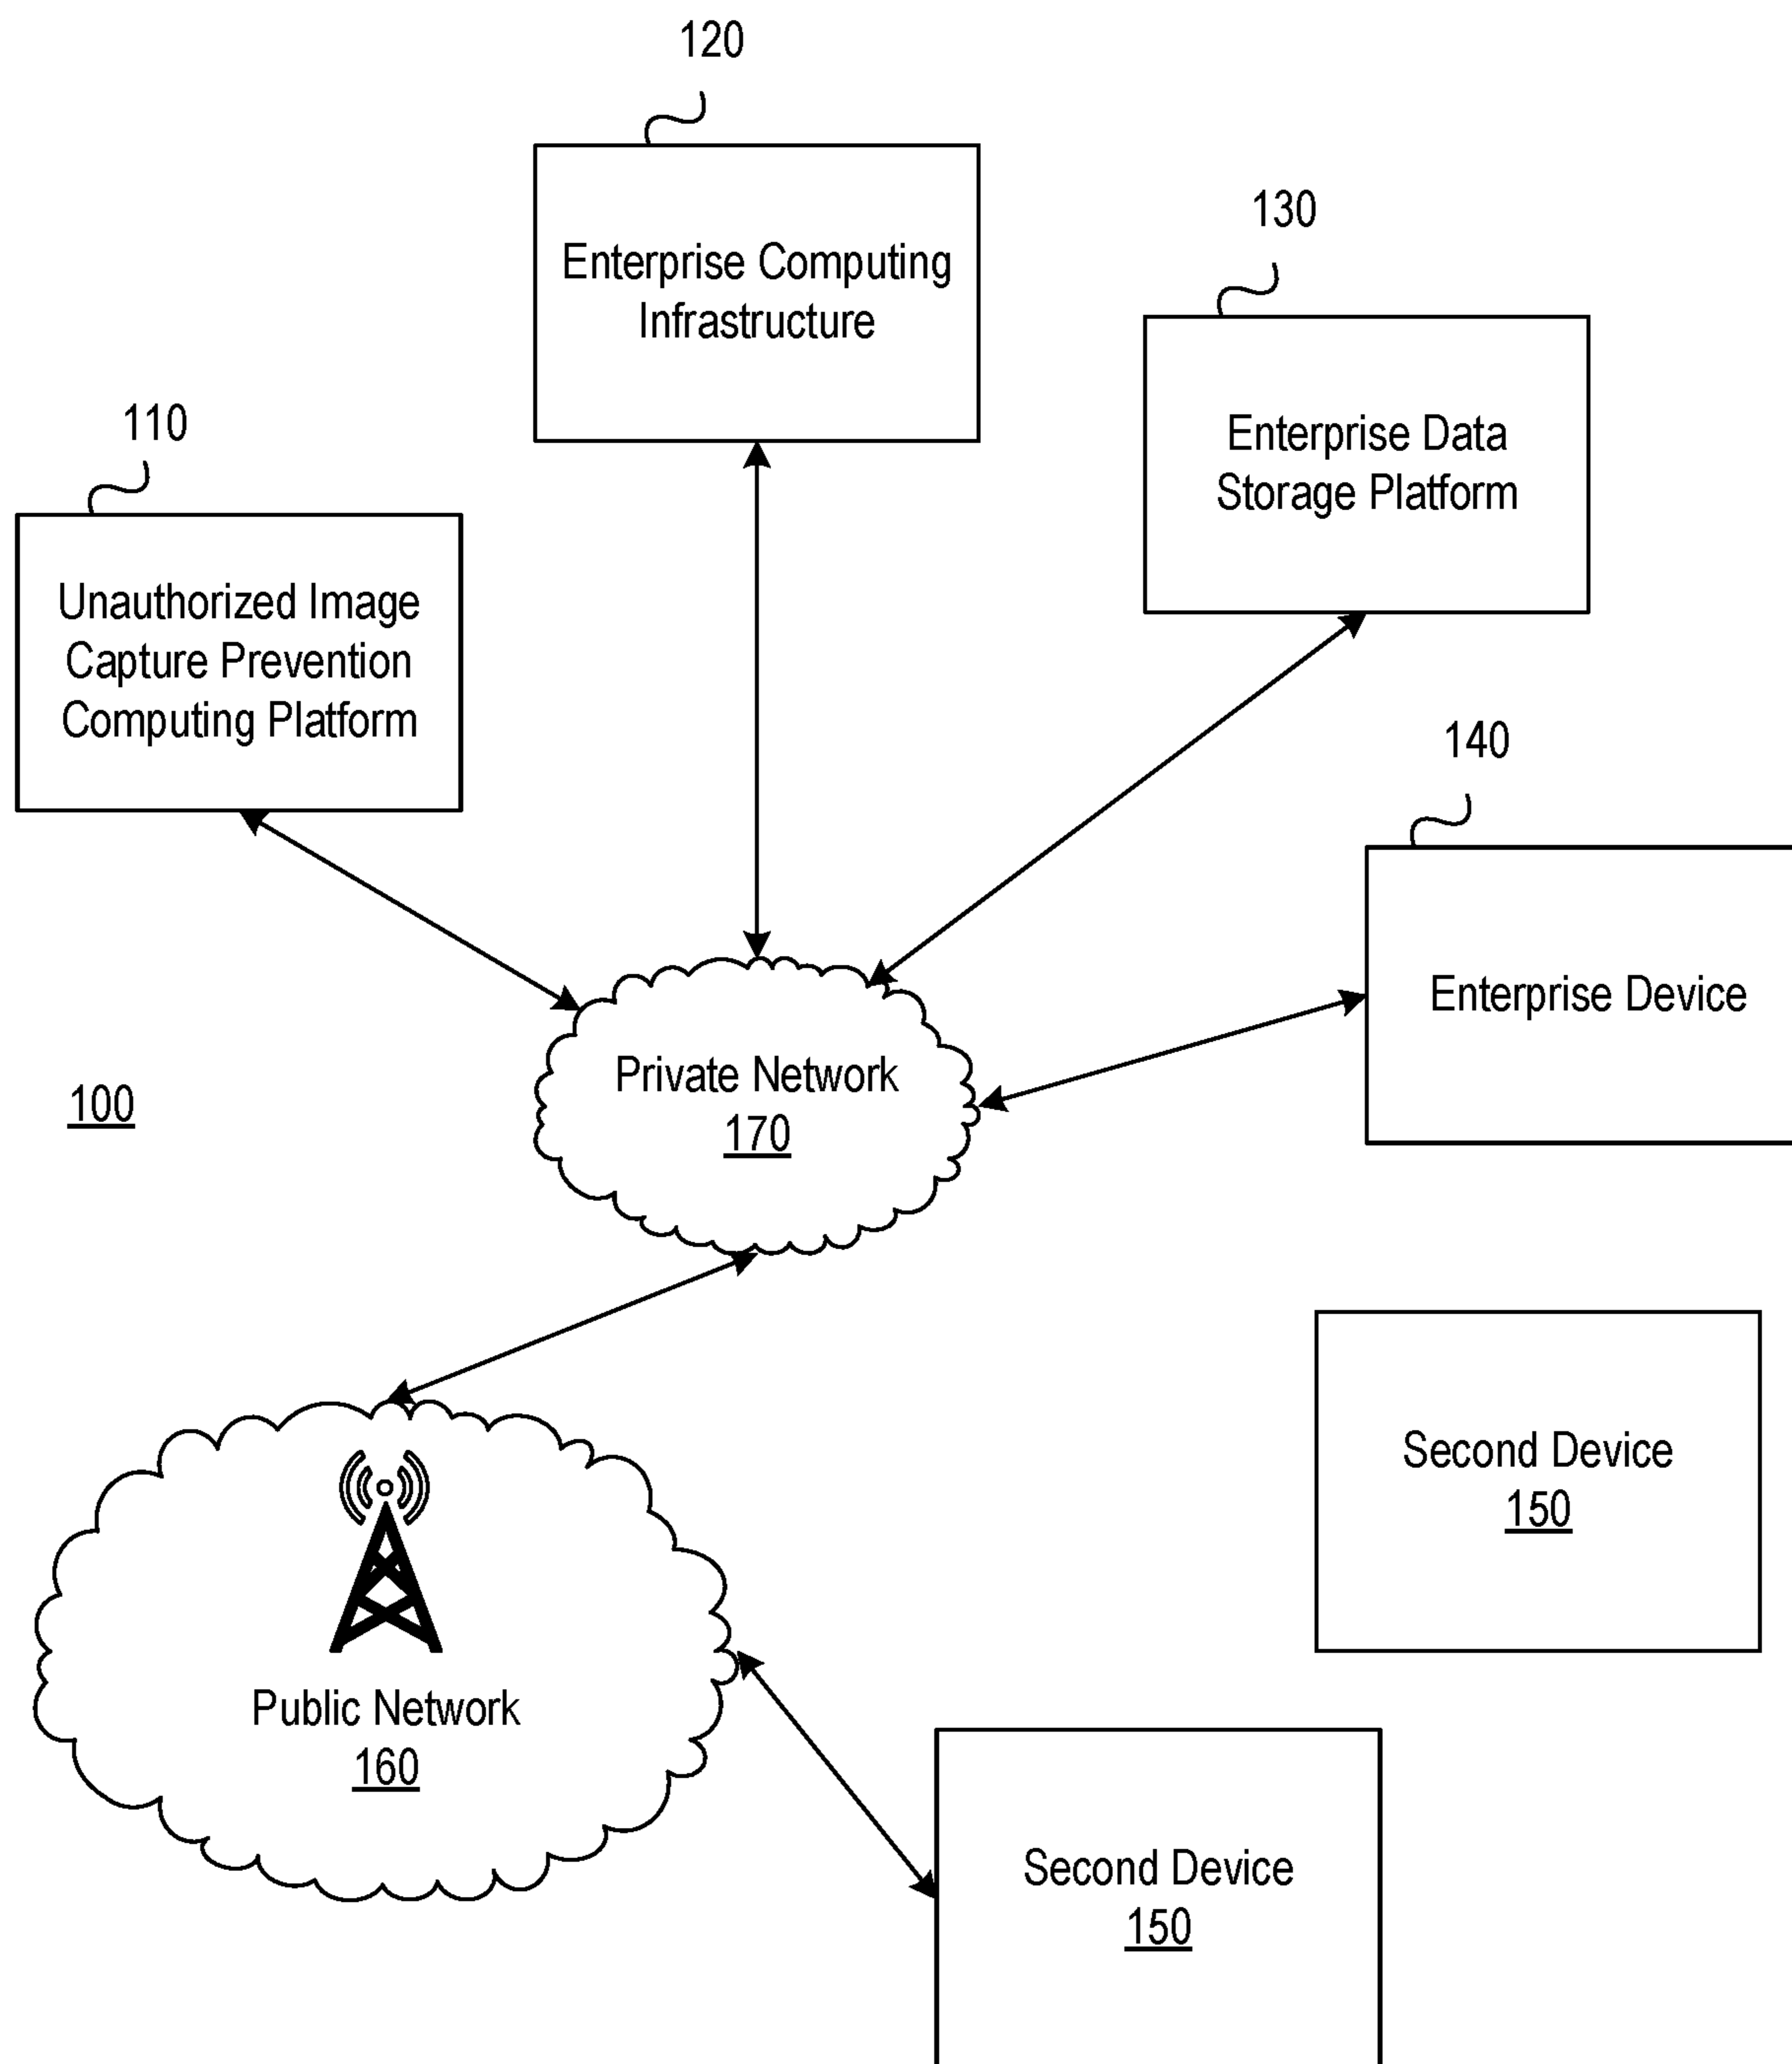 120
Enterprise Computing
Infrastructure
130
Enterprise Data
Storage Platform
110
Unauthorized Image
Capture Prevention
Computing Platform
140
Enterprise Device
Private Network
170
100
Second Device
150
Public Network
160
Second Device
150